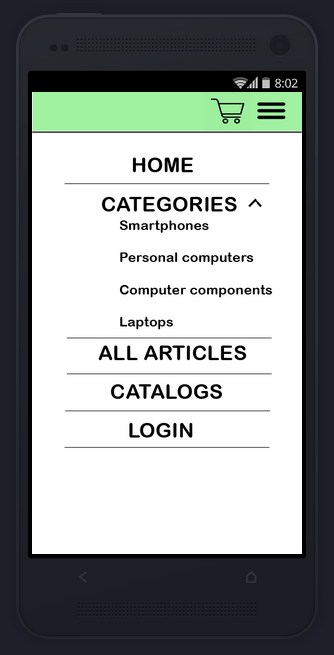 8:02
HOME
CATEGORIES
Smartphones
Personal computers
Computer components
Laptops
ALL ARTICLES
CATALOGS
LOGIN